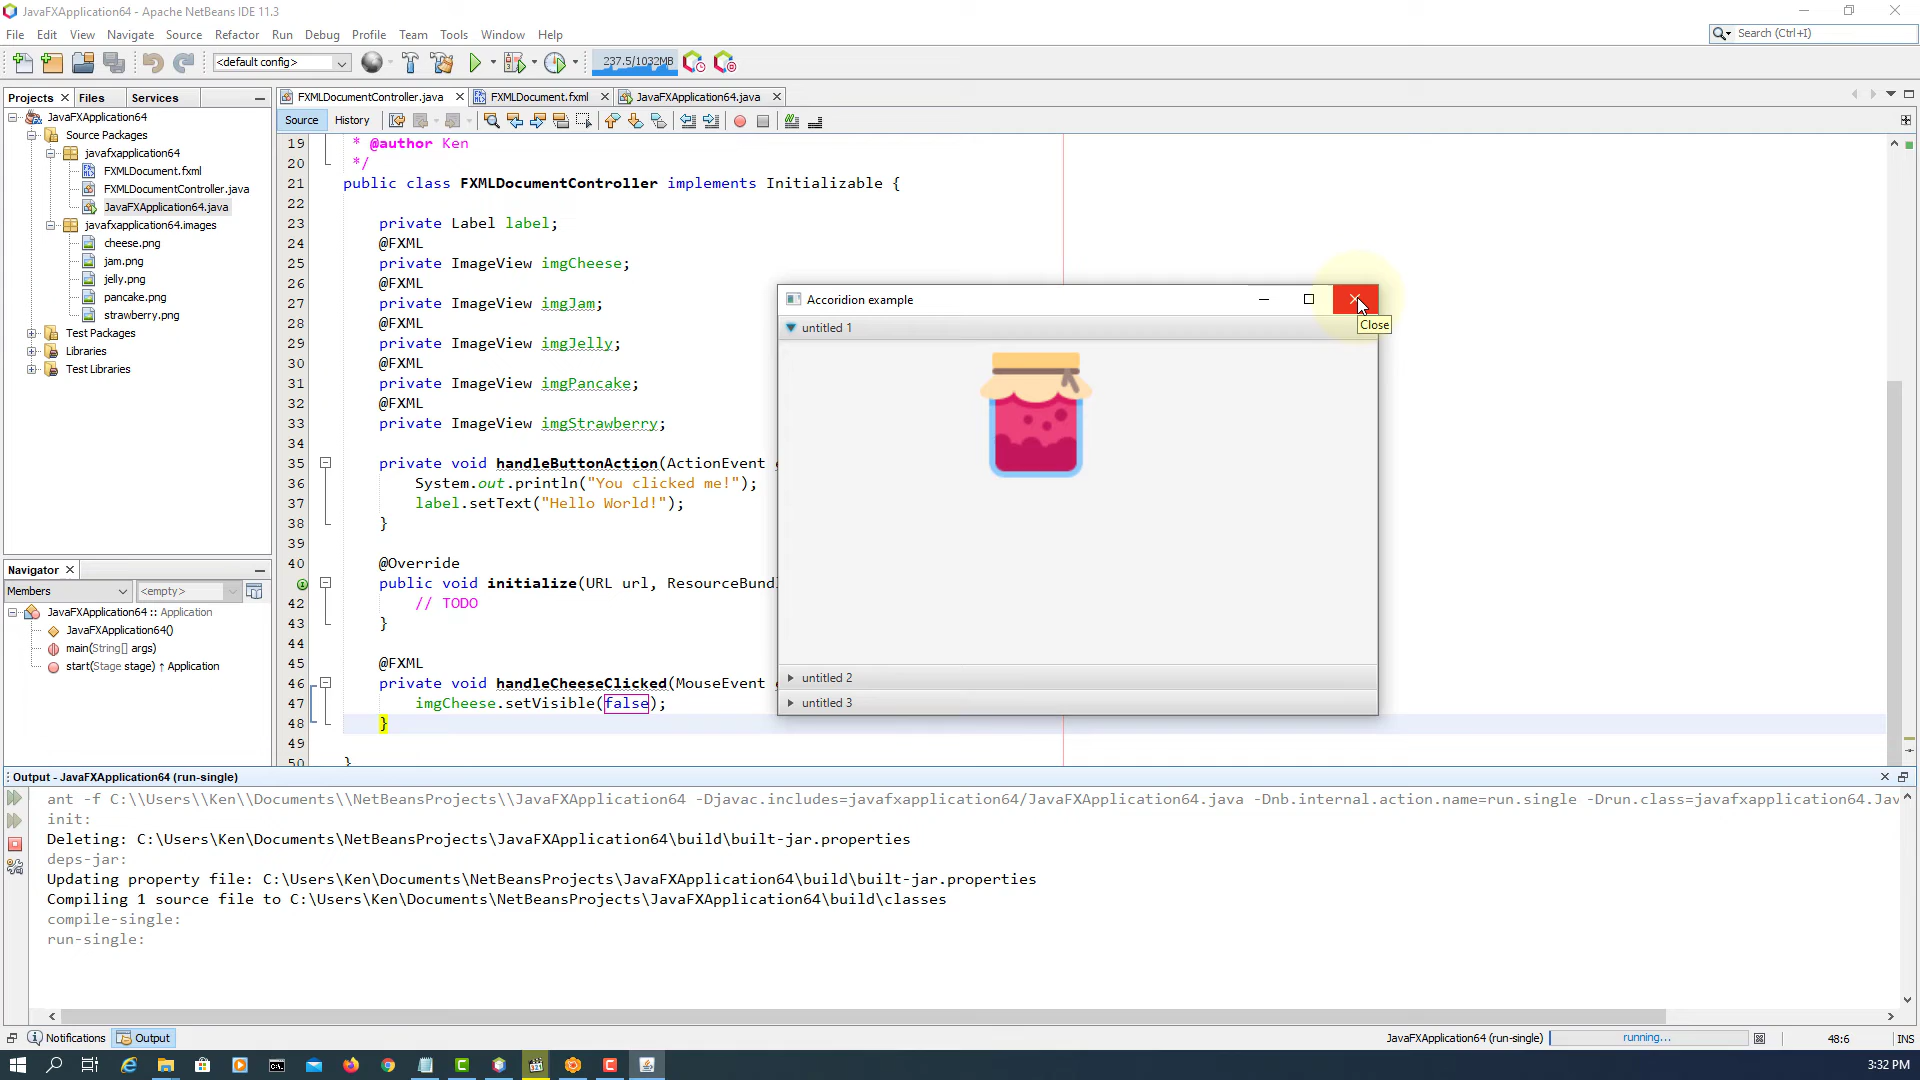 JavaFXApplication64 - Apache NetBeans IDE 11.3
File Edit View Navigate Source Refactor Run Debug Profile Team Tools Window Help
Search (Ctrl+I)
<default config>
237.5/1032MB
Projects Files Services
FXMLDocumentController.java FXMLDocument.fxml JavaFXApplication64.java
Source History
JavaFXApplication64
Source Packages
javafxapplication64
FXMLDocument.fxml
FXMLDocumentController.java
JavaFXApplication64.java
javafxapplication64.images
cheese.png
jam.png
jelly.png
pancake.png
strawberry.png
Test Packages
Libraries
Test Libraries
Navigator
Members
<empty>
JavaFXApplication64 :: Application
JavaFXApplication64()
main(String[] args)
start(Stage stage) ↑ Application
19 * @author Ken
20 */
21 public class FXMLDocumentController implements Initializable {
22
23 private Label label;
24 @FXML
25 private ImageView imgCheese;
26 @FXML
27 private ImageView imgJam;
28 @FXML
29 private ImageView imgJelly;
30 @FXML
31 private ImageView imgPancake;
32 @FXML
33 private ImageView imgStrawberry;
34
35 private void handleButtonAction(ActionEvent
36 System.out.println("You clicked me!");
37 label.setText("Hello World!");
38 }
39
40 @Override
public void initialize(URL url, ResourceBund
42 // TODO
43 }
44
45 @FXML
46 private void handleCheeseClicked(MouseEvent
47 imgCheese.setVisible(false);
48 }
49
50 }
Accoridion example
Close
untitled 1
untitled 2
untitled 3
Output - JavaFXApplication64 (run-single)
ant -f C:\\Users\\Ken\\Documents\\NetBeansProjects\\JavaFXApplication64 -Djavac.includes=javafxapplication64/JavaFXApplication64.java -Dnb.internal.action.name=run.single -Drun.class=javafxapplication64.Jav
init:
Deleting: C:\Users\Ken\Documents\NetBeansProjects\JavaFXApplication64\build\built-jar.properties
deps-jar:
Updating property file: C:\Users\Ken\Documents\NetBeansProjects\JavaFXApplication64\build\built-jar.properties
Compiling 1 source file to C:\Users\Ken\Documents\NetBeansProjects\JavaFXApplication64\build\classes
compile-single:
run-single:
Notifications Output
JavaFXApplication64 (run-single) running... 48:6 INS
3:32 PM